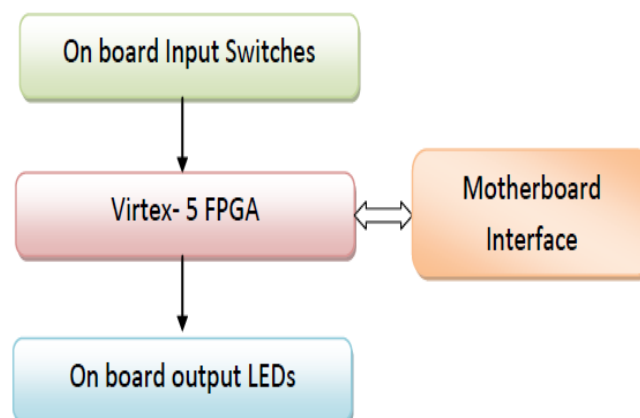 On board Input Switches
Virtex- 5 FPGA
Motherboard
Interface
On board output LEDs